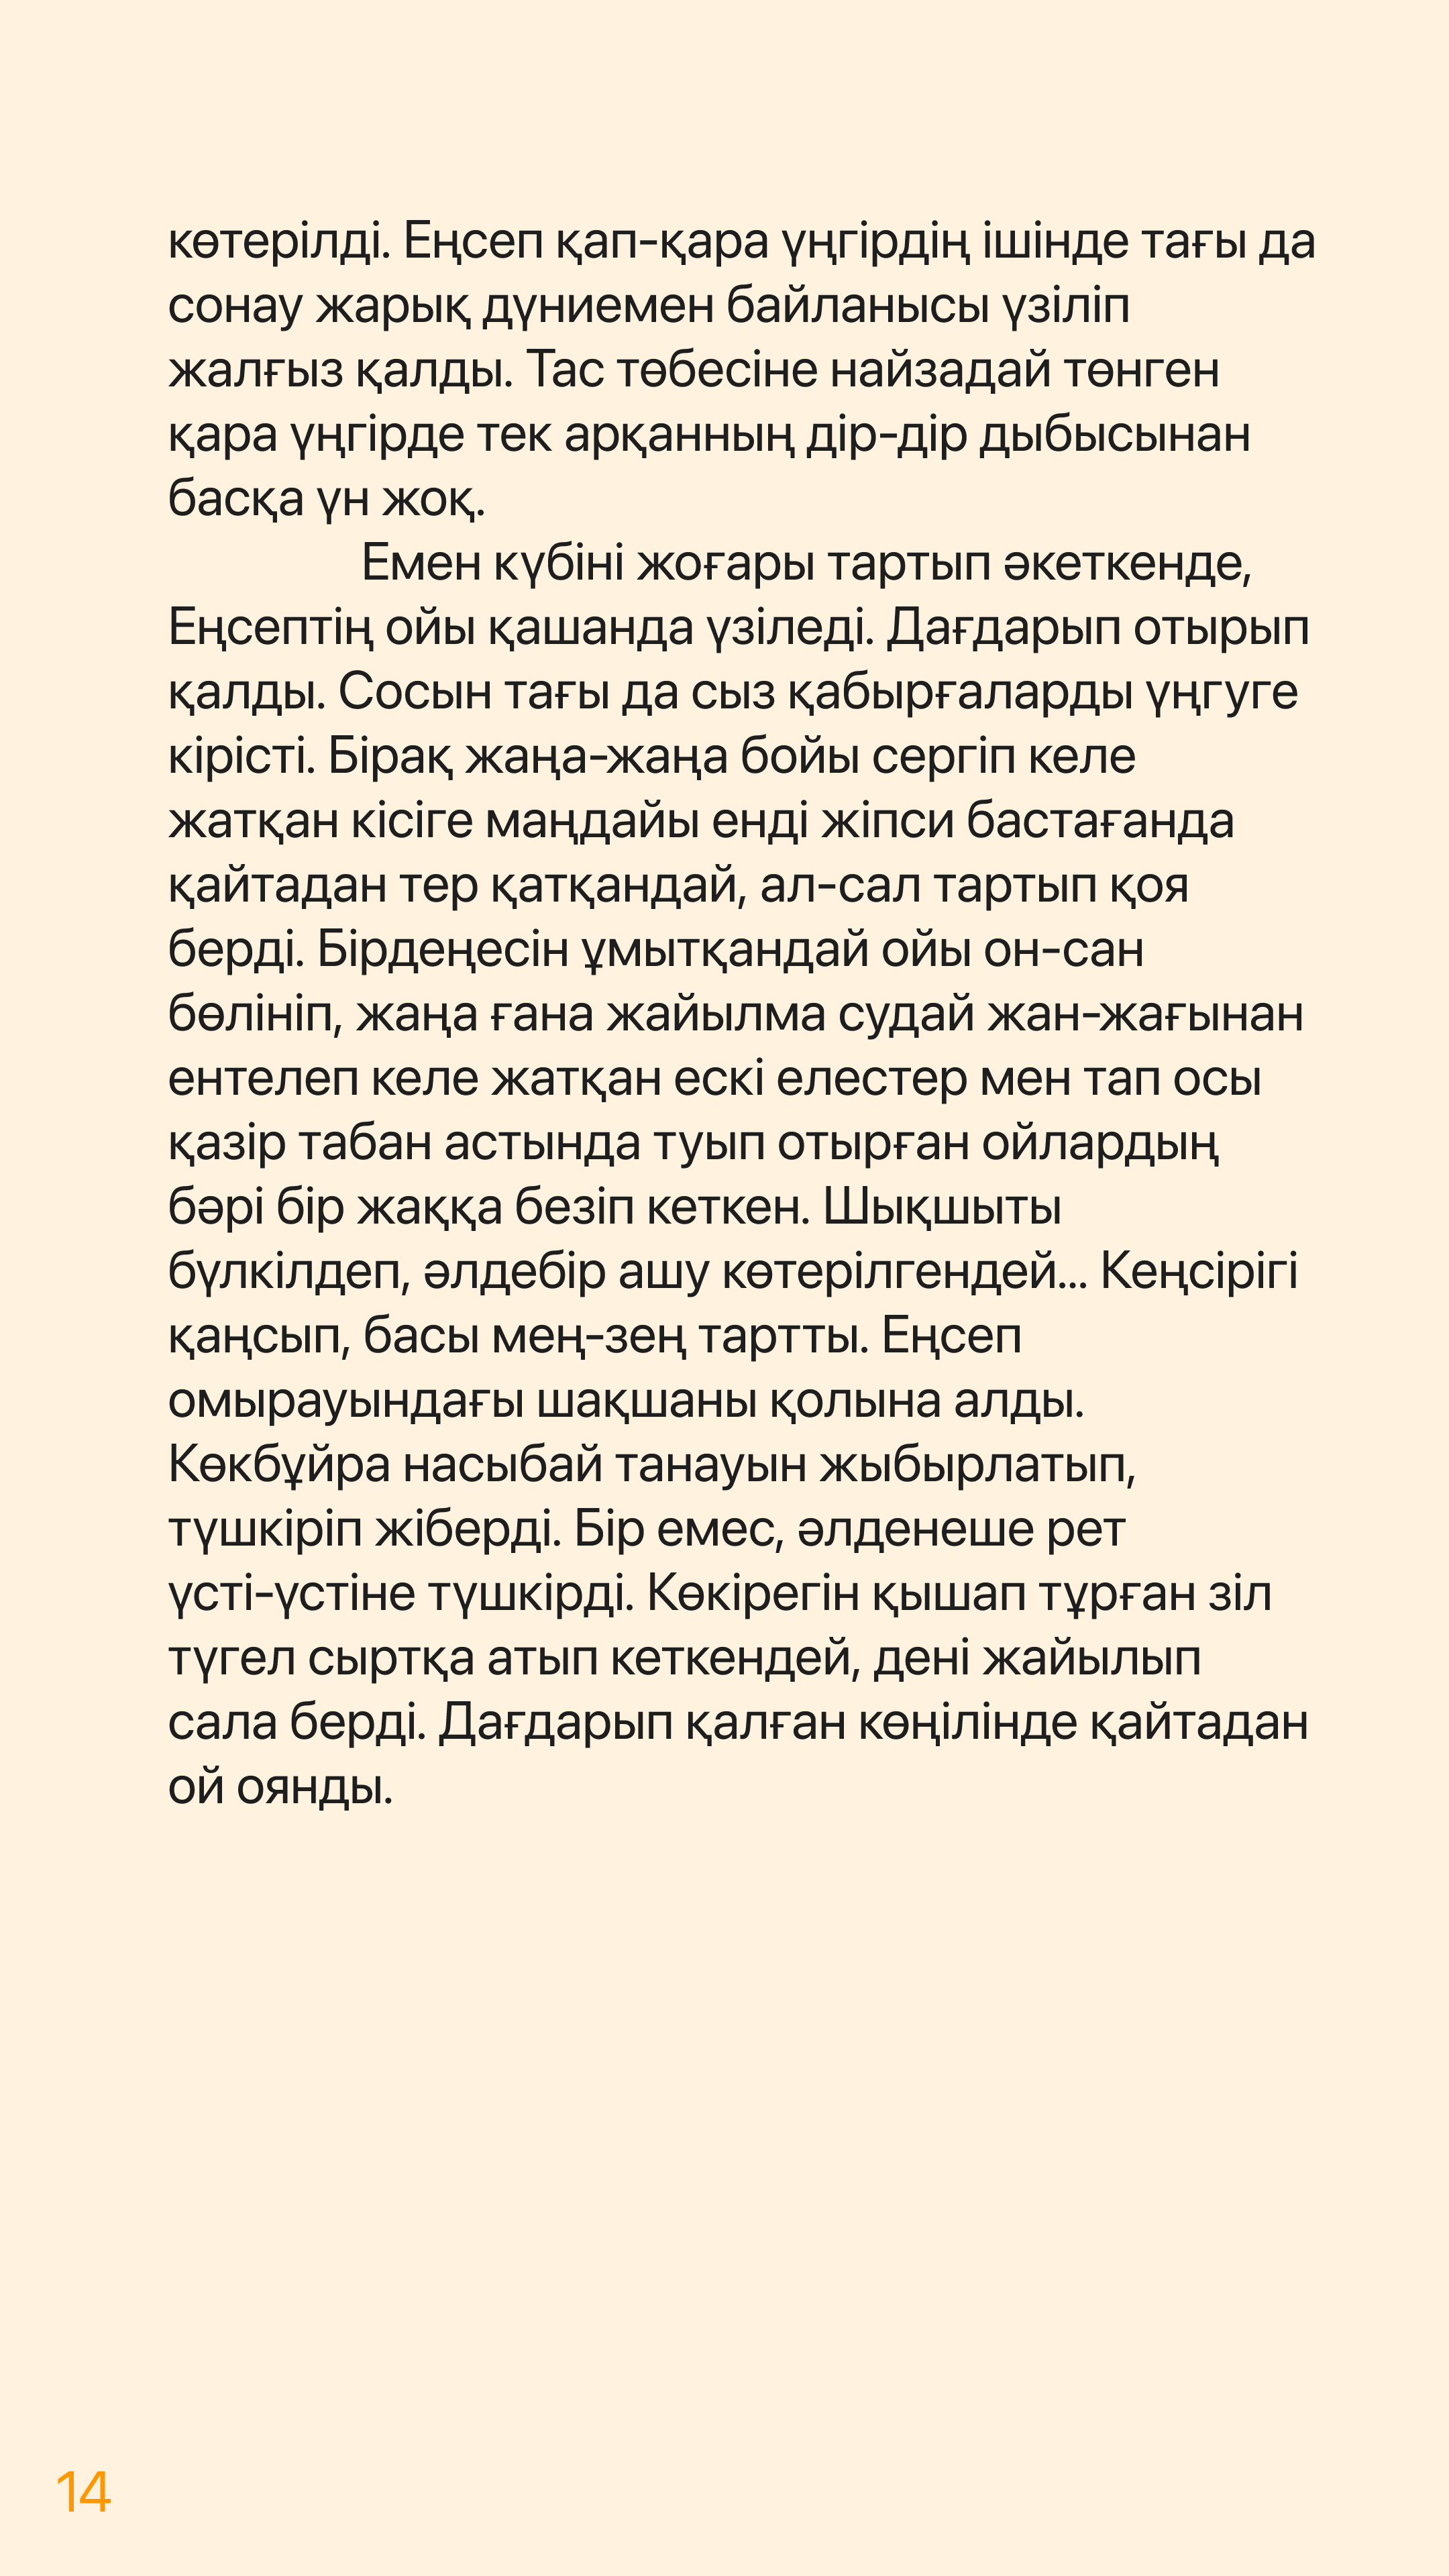 көтерілді. Еңсеп қап-қара үңгірдің ішінде тағы да
сонау жарық дүниемен байланысы үзіліп
жалғыз қалды. Тас төбесіне найзадай төнген
қара үңгірде тек арқанның дір-дір дыбысынан
басқа үн жоқ.
Емен күбіні жоғары тартып әкеткенде,
Еңсептің ойы қашанда үзіледі. Дағдарып отырып
қалды. Сосын тағы да сыз қабырғаларды үңгуге
кірісті. Бірақ жаңа-жаңа бойы сергіп келе
жатқан кісіге маңдайы енді жіпси бастағанда
қайтадан тер қатқандай, ал-сал тартып қоя
берді. Бірдеңесін ұмытқандай ойы он-сан
бөлініп, жаңа ғана жайылма судай жан-жағынан
ентелеп келе жатқан ескі елестер мен тап осы
қазір табан астында туып отырған ойлардың
бәрі бір жаққа безіп кеткен. Шықшыты
бүлкілдеп, әлдебір ашу көтерілгендей... Кеңсірігі
қаңсып, басы мең-зең тартты. Еңсеп
омырауындағы шақшаны қолына алды.
Көкбұйра насыбай танауын жыбырлатып,
түшкіріп жіберді. Бір емес, әлденеше рет
үсті-үстіне түшкірді. Көкірегін қышап тұрған зіл
түгел сыртқа атып кеткендей, дені жайылып
сала берді. Дағдарып қалған көңілінде қайтадан
ой оянды.
14